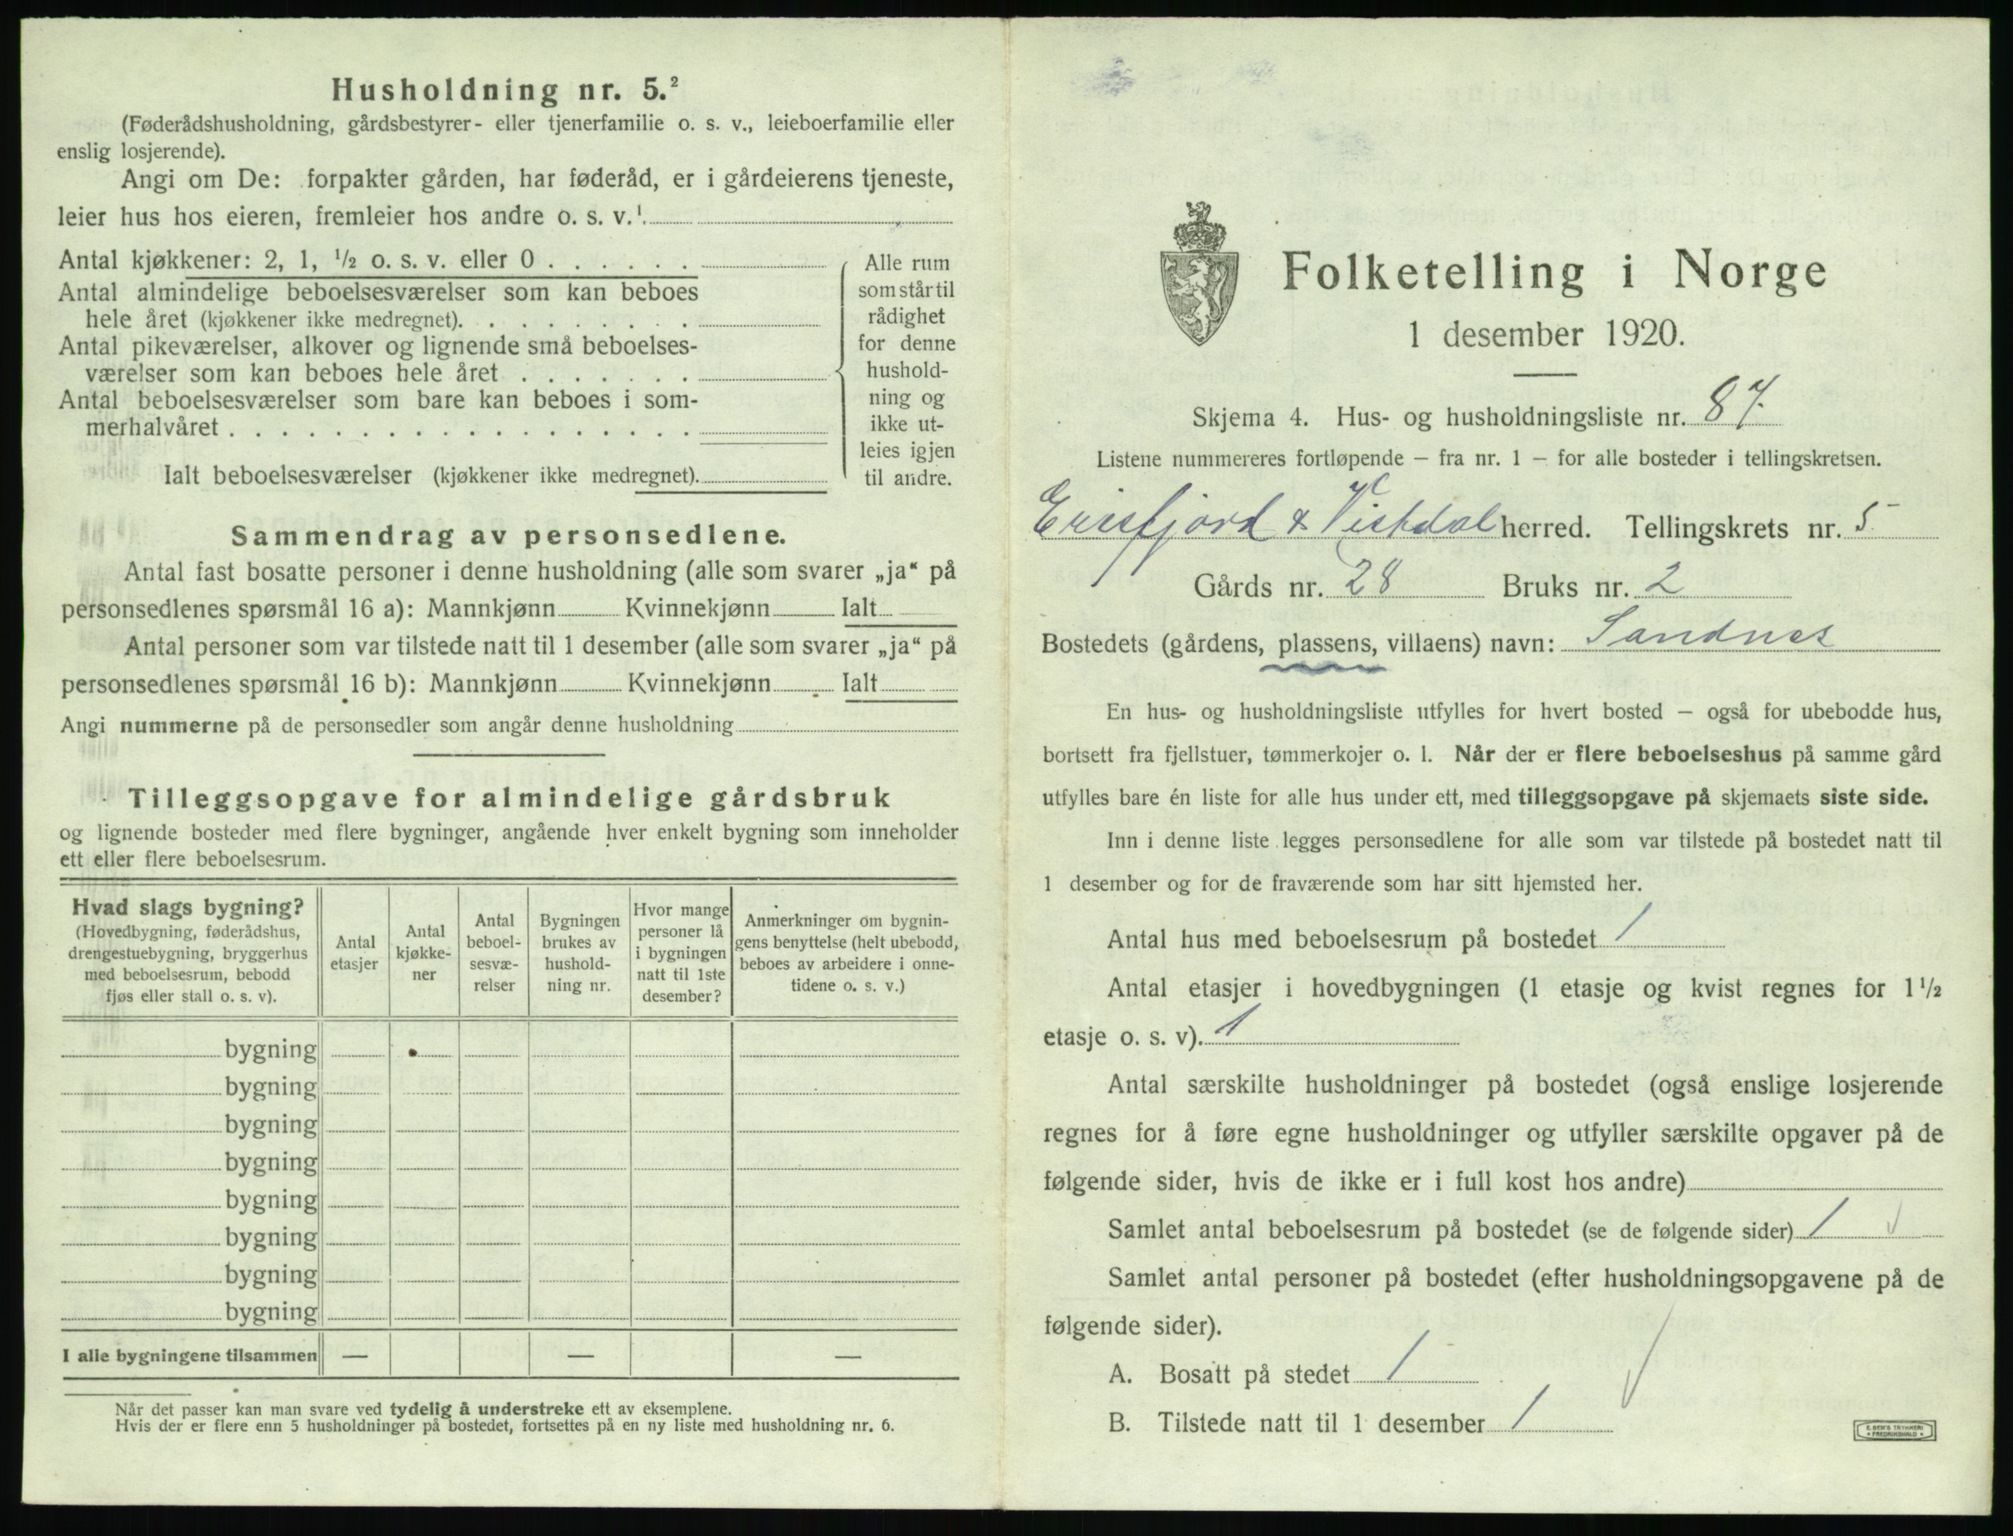 Husholdning nr. 5.²
(Føderådshusholdning, gårdsbestyrer- eller tjenerfamilie o. s. v., leieboerfamilie eller
enslig losjerende).
Angi om De: forpakter gården, har føderåd, er i gårdeierens tjeneste,
leier hus hos eieren, fremleier hos andre o. s. v.¹
Antal kjøkkener: 2, 1, ½ o. s. v. eller 0 . . . . . .
Antal almindelige beboelsesværelser som kan beboes
hele året (kjøkkener ikke medregnet). . . . . . . . .
Antal pikeværelser, alkover og lignende små beboelses-
værelser som kan beboes hele året . . . . . . .
Antal beboelsesværelser som bare kan beboes i som-
merhalvåret . . . . . . . . . . . . . . . . . .
Ialt beboelsesværelser (kjøkkener ikke medregnet).
Alle rum
som står til
rådighet
for denne
hushold-
ning og
ikke ut-
leies igjen
til andre.
Sammendrag av personsedlene.
Antal fast bosatte personer i denne husholdning (alle som svarer „ja“ på
personsedlenes spørsmål 16 a): Mannkjønn Kvinnekjønn Ialt
Antal personer som var tilstede natt til 1 desember (alle som svarer „ja“ på
personsedlenes spørsmål 16 b): Mannkjønn Kvinnekjønn Ialt
Angi nummerne på de personsedler som angår denne husholdning
Tilleggsopgave for almindelige gårdsbruk
og lignende bosteder med flere bygninger, angående hver enkelt bygning som inneholder
ett eller flere beboelsesrum.
Hvad slags bygning?
(Hovedbygning, føderådshus,
drengestuebygning, bryggerhus
med beboelsesrum, bebodd
fjøs eller stall o. s. v).
Antal
etasjer
Antal
kjøkke-
ner
Antal
beboel-
sesvæ-
relser
Bygningen
brukes av
hushold-
ning nr.
Hvor mange
personer lå
i bygningen
natt til 1ste
desember?
Anmerkninger om bygnin-
gens benyttelse (helt ubebodd,
beboes av arbeidere i onne-
tidene o. s. v.)
bygning
bygning
bygning
bygning
bygning
bygning
bygning
bygning
I alle bygningene tilsammen — — —
Når det passer kan man svare ved tydelig å understreke ett av eksemplene.
Hvis der er flere enn 5 husholdninger på bostedet, fortsettes på en ny liste med husholdning nr. 6.
Folketelling i Norge
1 desember 1920.
Skjema 4. Hus- og husholdningsliste nr. 87.
Listene nummereres fortløpende — fra nr. 1 — for alle bosteder i tellingskretsen.
Erisfjord & Vistdal herred. Tellingskrets nr. 5
Gårds nr. 28 Bruks nr. 2
Bostedets (gårdens, plassens, villaens) navn: Sandnes
En hus- og husholdningsliste utfylles for hvert bosted — også for ubebodde hus,
bortsett fra fjellstuer, tømmerkojer o. l. Når der er flere beboelseshus på samme gård
utfylles bare én liste for alle hus under ett, med tilleggsopgave på skjemaets siste side.
Inn i denne liste legges personsedlene for alle som var tilstede på bostedet natt til
1 desember og for de fraværende som har sitt hjemsted her.
Antal hus med beboelsesrum på bostedet 1
Antal etasjer i hovedbygningen (1 etasje og kvist regnes for 1½
etasje o. s. v). 1
Antal særskilte husholdninger på bostedet (også enslige losjerende
regnes for å føre egne husholdninger og utfyller særskilte opgaver på de
følgende sider, hvis de ikke er i full kost hos andre)
Samlet antal beboelsesrum på bostedet (se de følgende sider) 1 √
Samlet antal personer på bostedet (efter husholdningsopgavene på de
følgende sider).
A. Bosatt på stedet 1 √
B. Tilstede natt til 1 desember 1
E. SEM'S TRYKKERI
FREDRIKSHALD